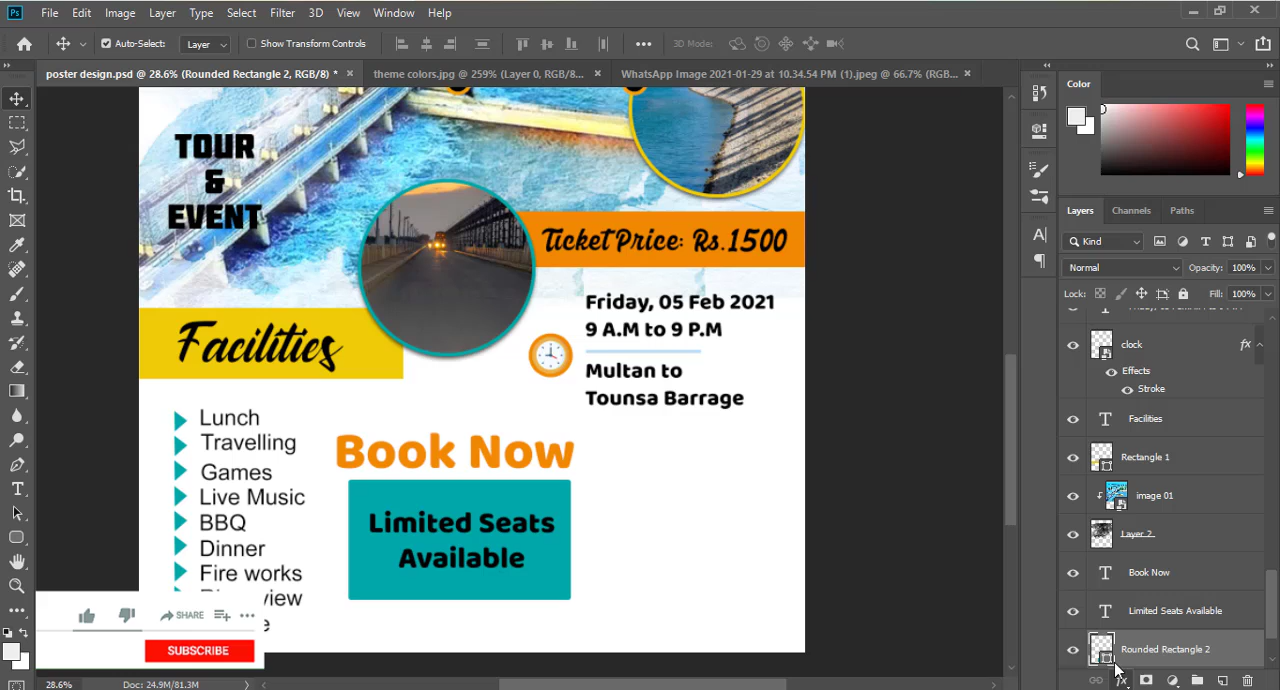 Ps File Edit Image Layer Type Select Filter 3D View Window Help
Auto-Select: Layer Show Transform Controls 3D Mode:
poster design.psd @ 28.6% (Rounded Rectangle 2, RGB/8) * × theme colors.jpg @ 259% (Layer 0, RGB/8... × WhatsApp Image 2021-01-29 at 10.34.54 PM (1).jpeg @ 66.7% (RGB... ×
TOUR
&
EVENT
Ticket Price: Rs.1500
Friday, 05 Feb 2021
9 A.M to 9 P.M
Multan to
Tounsa Barrage
Facilities
Lunch
Travelling
Games
Live Music
BBQ
Dinner
Fire works
Book Now
Limited Seats
Available
SHARE
SUBSCRIBE
28.6% Doc: 24.9M/81.3M
Color
Layers Channels Paths
Kind
Normal Opacity: 100%
Lock: Fill: 100%
clock fx
Effects
Stroke
Facilities
Rectangle 1
image 01
Layer 2
Book Now
Limited Seats Available
Rounded Rectangle 2
fx